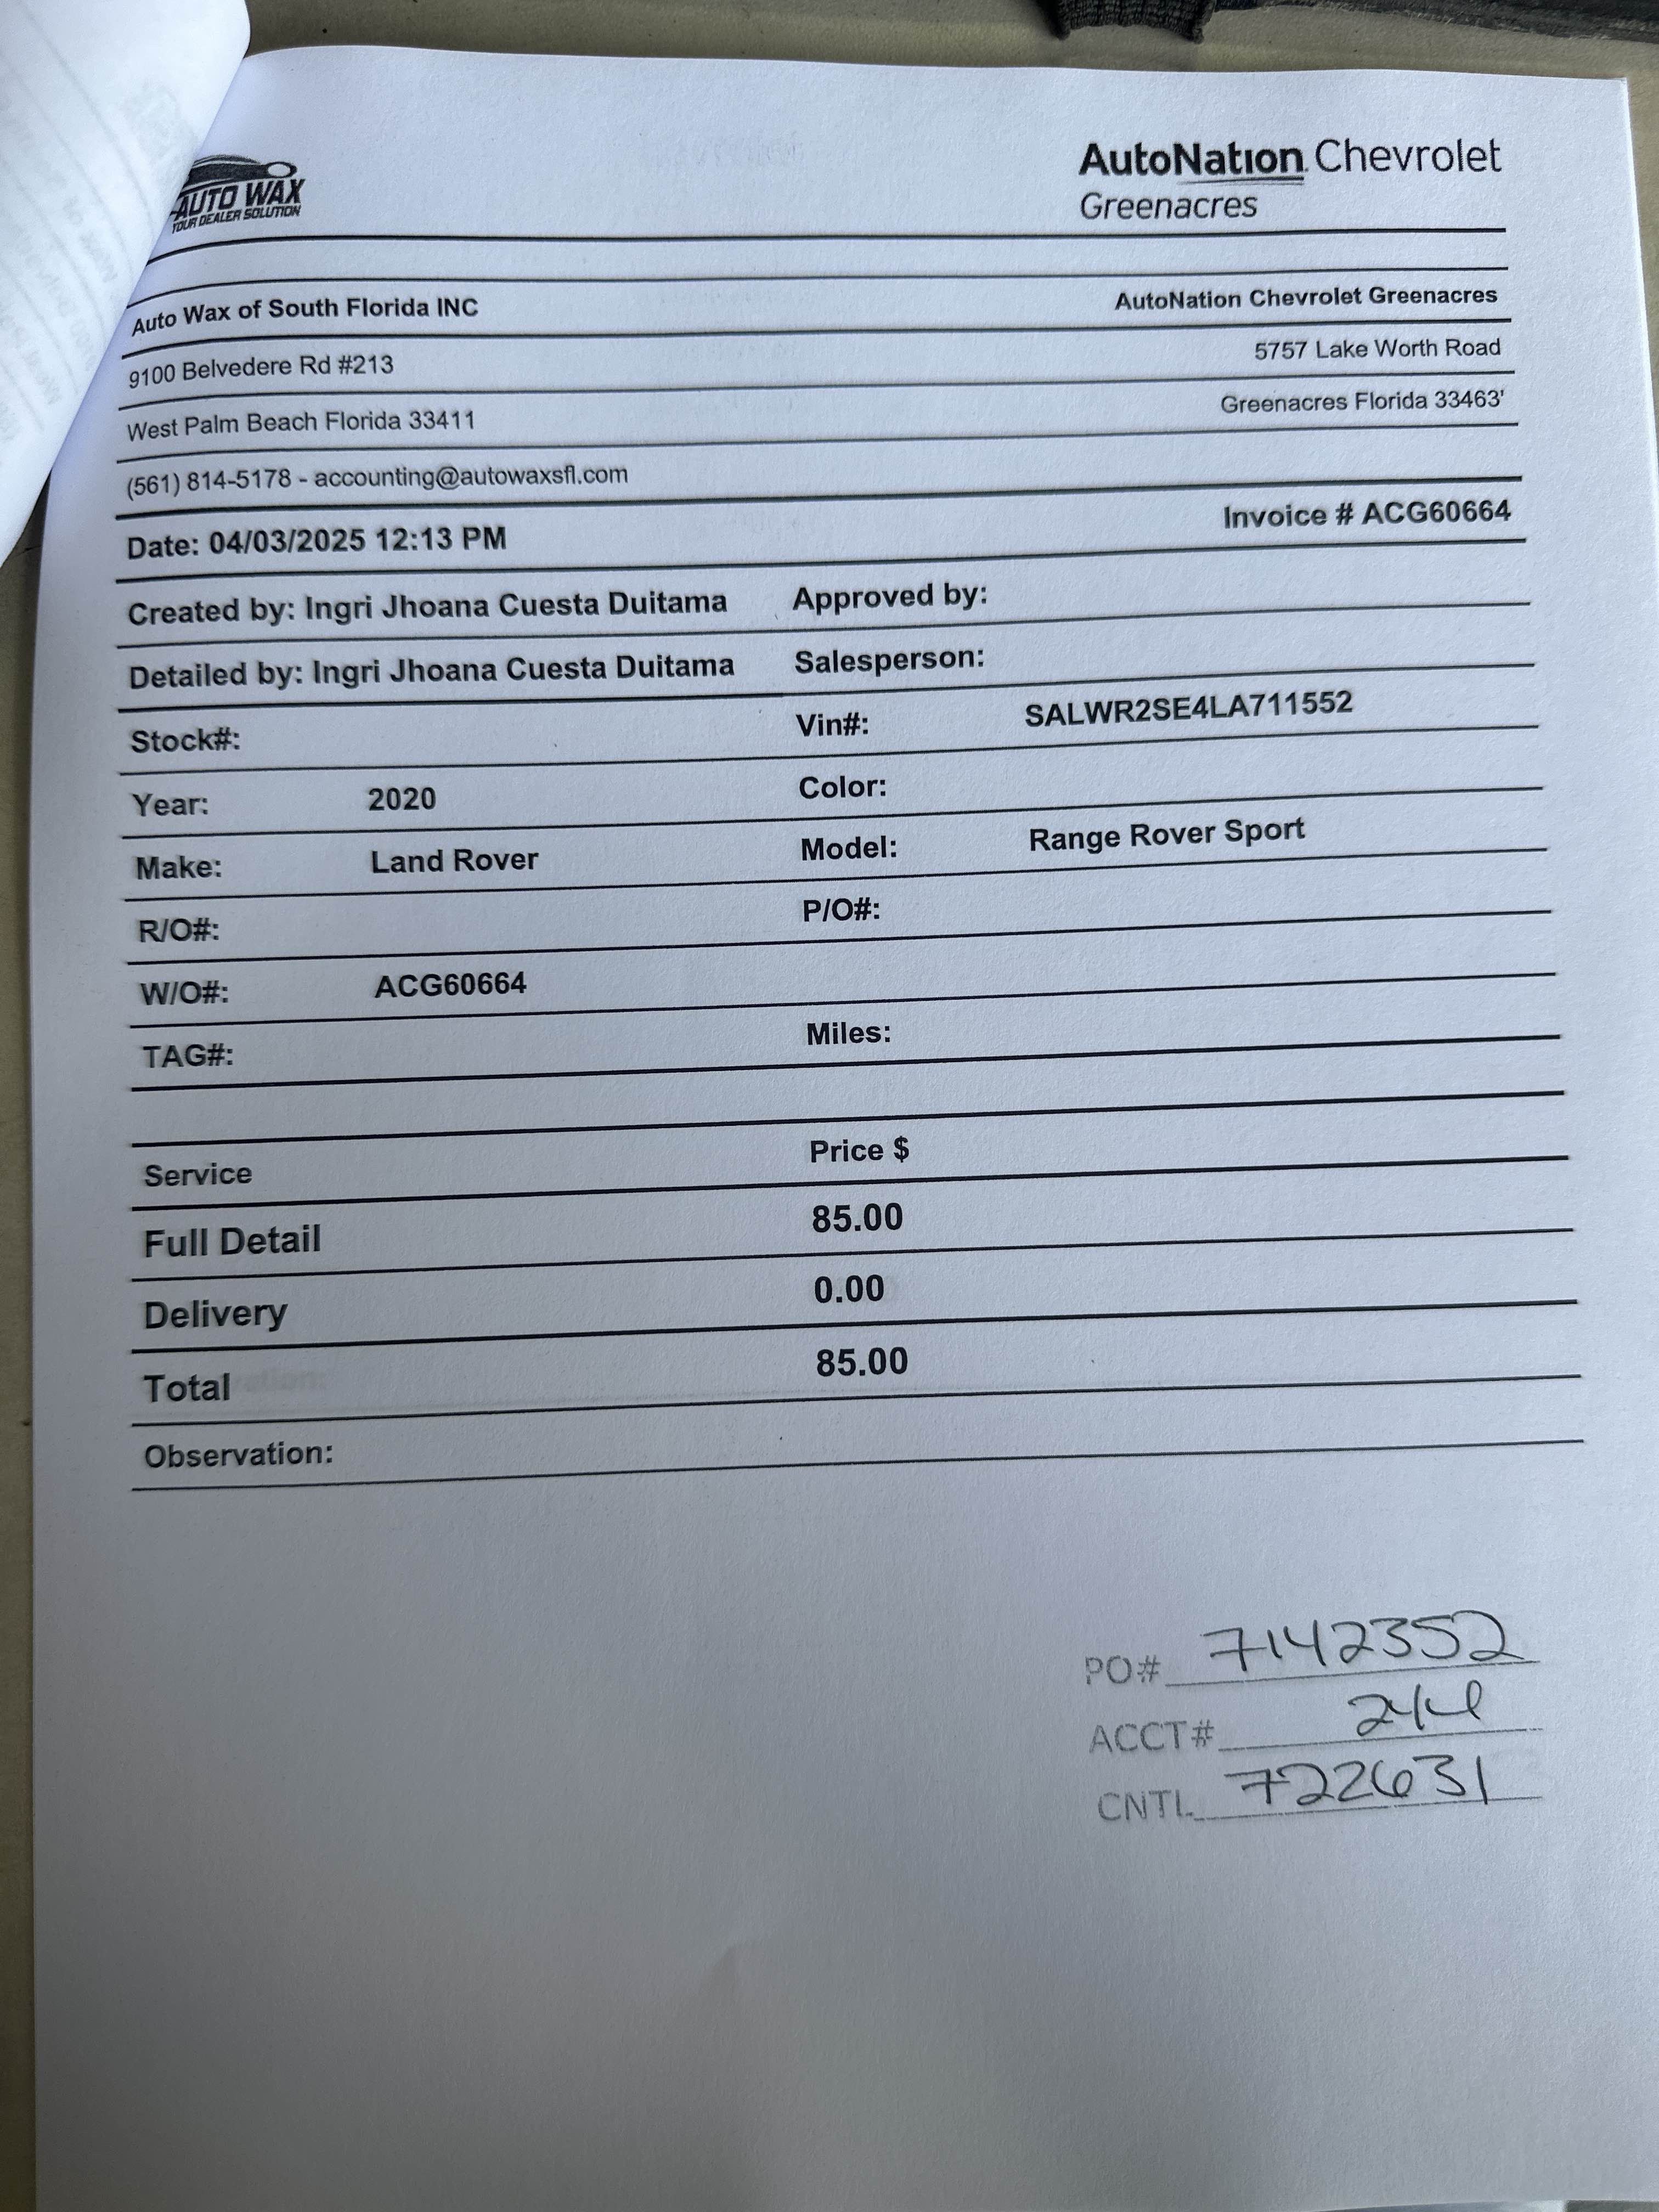 AUTO WAX
YOUR DEALER SOLUTION
AutoNation Chevrolet
Greenacres
Auto Wax of South Florida INC AutoNation Chevrolet Greenacres
9100 Belvedere Rd #213 5757 Lake Worth Road
West Palm Beach Florida 33411 Greenacres Florida 33463'
(561) 814-5178 - accounting@autowaxsfl.com
Date: 04/03/2025 12:13 PM Invoice # ACG60664
Created by: Ingri Jhoana Cuesta Duitama Approved by:
Detailed by: Ingri Jhoana Cuesta Duitama Salesperson:
Stock#: Vin#: SALWR2SE4LA711552
Year: 2020 Color:
Make: Land Rover Model: Range Rover Sport
R/O#: P/O#:
W/O#: ACG60664
TAG#: Miles:
Service Price $
Full Detail 85.00
Delivery 0.00
Total 85.00
Observation:
PO# 7142352
ACCT#
CNTL 722631